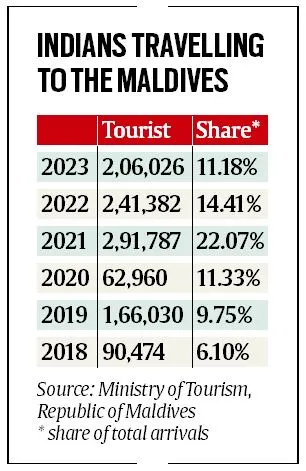 INDIANS TRAVELLING
TO THE MALDIVES
Tourist Share*
2023 2,06,026 11.18%
2022 2,41,382 14.41%
2021 2,91,787 22.07%
2020 62,960 11.33%
2019 1,66,030 9.75%
2018 90,474 6.10%
Source: Ministry of Tourism,
Republic of Maldives
* share of total arrivals